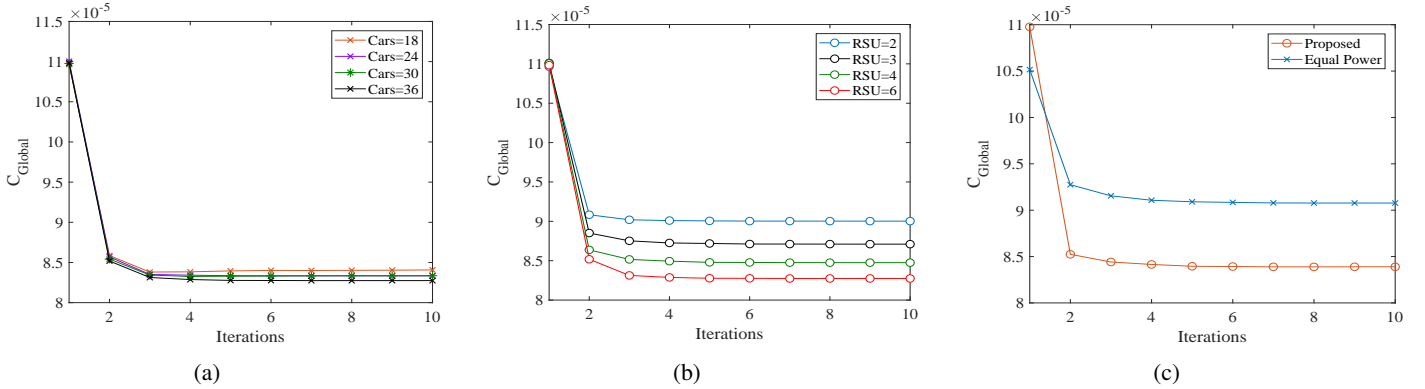 ×10⁻⁵
11.5
11
10.5
10
9.5
9
8.5
8
C_Global
2
4
6
8
10
Iterations
Cars=18
Cars=24
Cars=30
Cars=36
(a)
×10⁻⁵
11.5
11
10.5
10
9.5
9
8.5
8
C_Global
2
4
6
8
10
Iterations
RSU=2
RSU=3
RSU=4
RSU=6
(b)
×10⁻⁵
11
10.5
10
9.5
9
8.5
8
C_Global
2
4
6
8
10
Iterations
Proposed
Equal Power
(c)